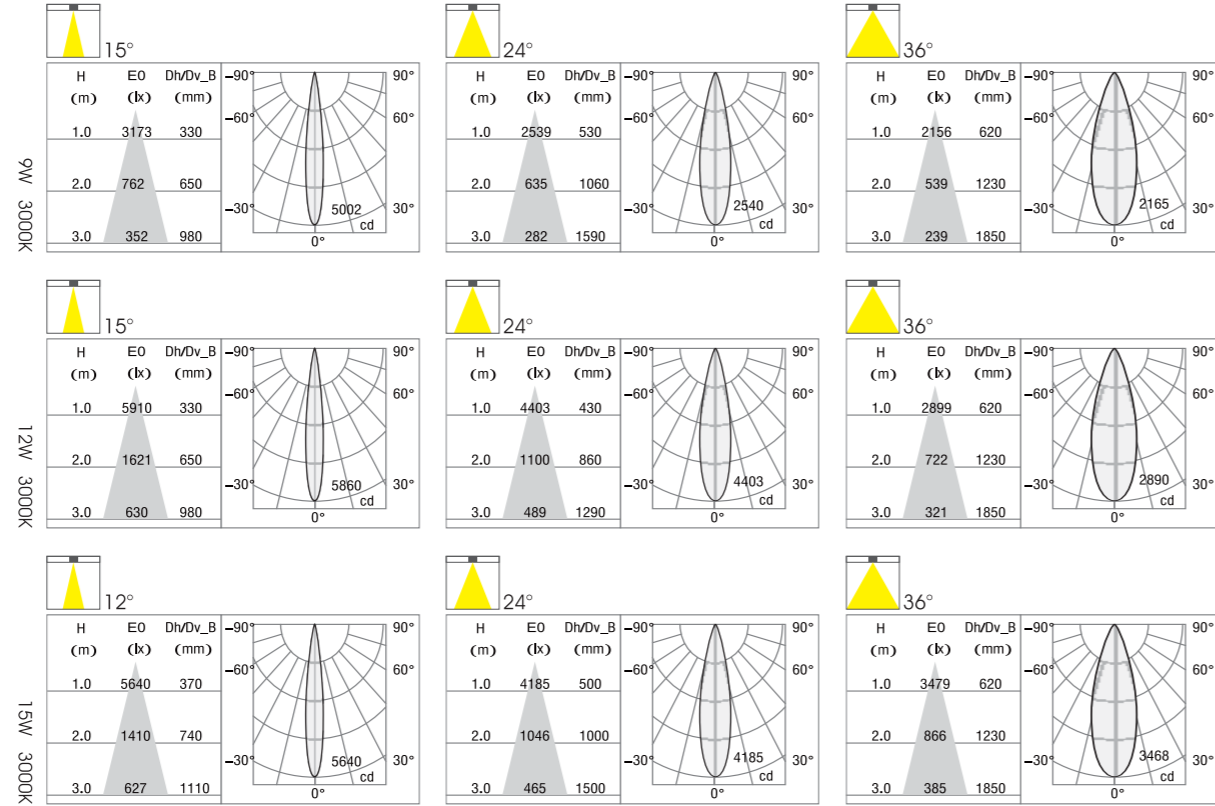 15°
24°
36°
9W 3000K
H E0 Dh/Dv_B
(m) (lx) (mm)
1.0 3173 330
2.0 762 650
3.0 352 980
-90° 90°
-60° 60°
-30° 30°
5002
cd
0°
H E0 Dh/Dv_B
(m) (lx) (mm)
1.0 2539 530
2.0 635 1060
3.0 282 1590
-90° 90°
-60° 60°
-30° 30°
2540
cd
0°
H E0 Dh/Dv_B
(m) (lx) (mm)
1.0 2156 620
2.0 539 1230
3.0 239 1850
-90° 90°
-60° 60°
-30° 30°
2165
cd
0°
15°
24°
36°
12W 3000K
H E0 Dh/Dv_B
(m) (lx) (mm)
1.0 5910 330
2.0 1621 650
3.0 630 980
-90° 90°
-60° 60°
-30° 30°
5860
cd
0°
H E0 Dh/Dv_B
(m) (lx) (mm)
1.0 4403 430
2.0 1100 860
3.0 489 1290
-90° 90°
-60° 60°
-30° 30°
4403
cd
0°
H E0 Dh/Dv_B
(m) (lx) (mm)
1.0 2899 620
2.0 722 1230
3.0 321 1850
-90° 90°
-60° 60°
-30° 30°
2890
cd
0°
12°
24°
36°
15W 3000K
H E0 Dh/Dv_B
(m) (lx) (mm)
1.0 5640 370
2.0 1410 740
3.0 627 1110
-90° 90°
-60° 60°
-30° 30°
5640
cd
0°
H E0 Dh/Dv_B
(m) (lx) (mm)
1.0 4185 500
2.0 1046 1000
3.0 465 1500
-90° 90°
-60° 60°
-30° 30°
4185
cd
0°
H E0 Dh/Dv_B
(m) (lx) (mm)
1.0 3479 620
2.0 866 1230
3.0 385 1850
-90° 90°
-60° 60°
-30° 30°
3468
cd
0°